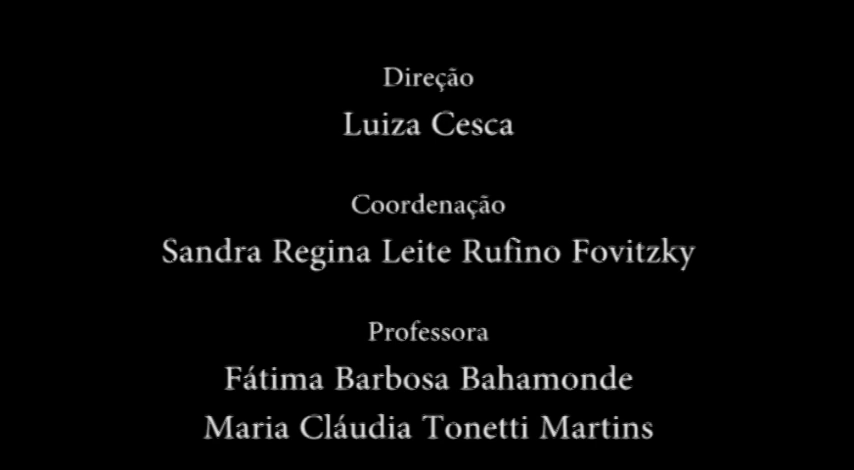 Direção
Luiza Cesca
Coordenação
Sandra Regina Leite Rufino Fovitzky
Professora
Fátima Barbosa Bahamonde
Maria Cláudia Tonetti Martins